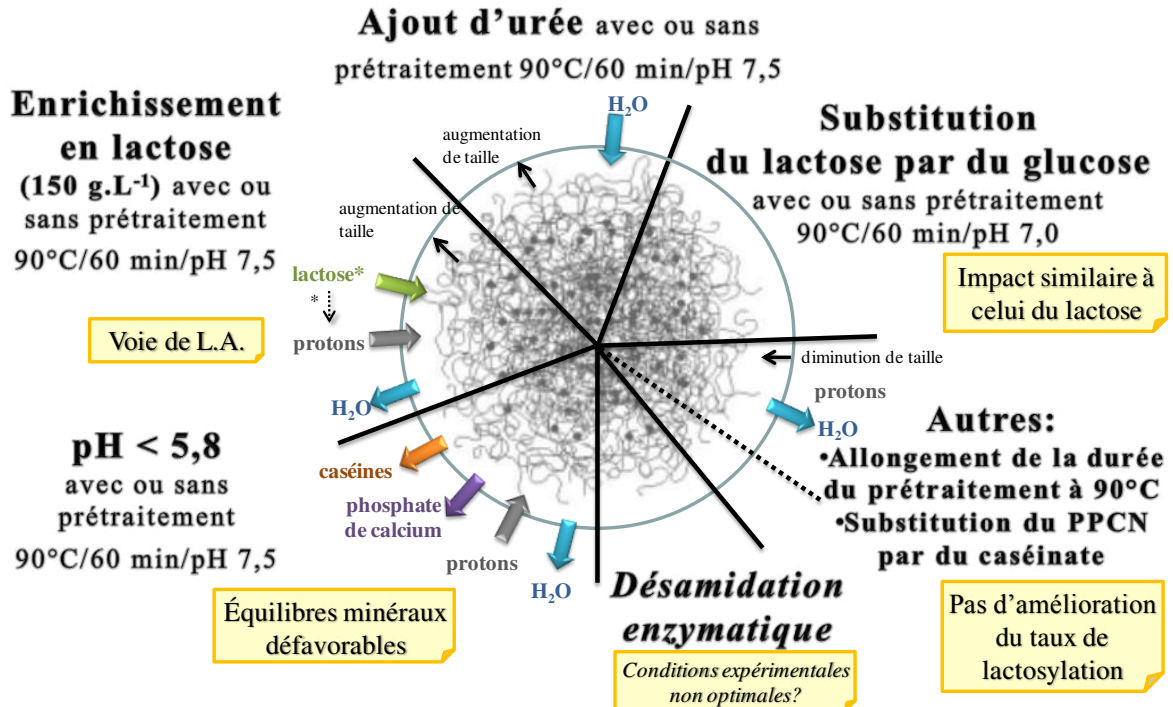 Ajout d'urée avec ou sans
prétraitement 90°C/60 min/pH 7,5
Enrichissement
en lactose
(150 g.L-1) avec ou
sans prétraitement
90°C/60 min/pH 7,5
Voie de L.A.
H2O
augmentation
de taille
augmentation de
taille
lactose*
*
protons
H2O
Substitution
du lactose par du glucose
avec ou sans prétraitement
90°C/60 min/pH 7,0
Impact similaire à
celui du lactose
diminution de taille
protons
H2O
pH < 5,8
avec ou sans
prétraitement
90°C/60 min/pH 7,5
caséines
phosphate
de calcium
protons
H2O
Équilibres minéraux
défavorables
Désamidation
enzymatique
Conditions expérimentales
non optimales?
Autres:
•Allongement de la durée
du prétraitement à 90°C
•Substitution du PPCN
par du caséinate
Pas d'amélioration
du taux de
lactosylation